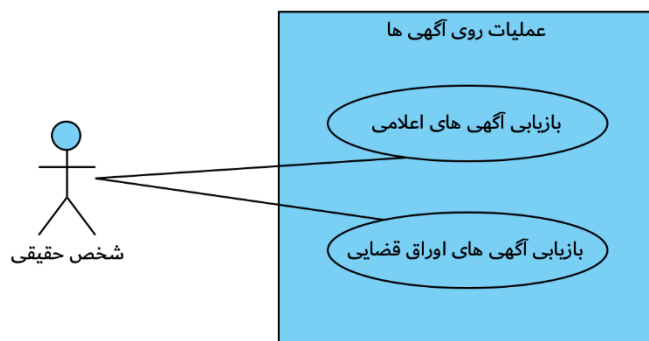 عملیات روی آگهی ها
بازیابی آگهی های اعلامی
بازیابی آگهی های اوراق قضایی
شخص حقیقی